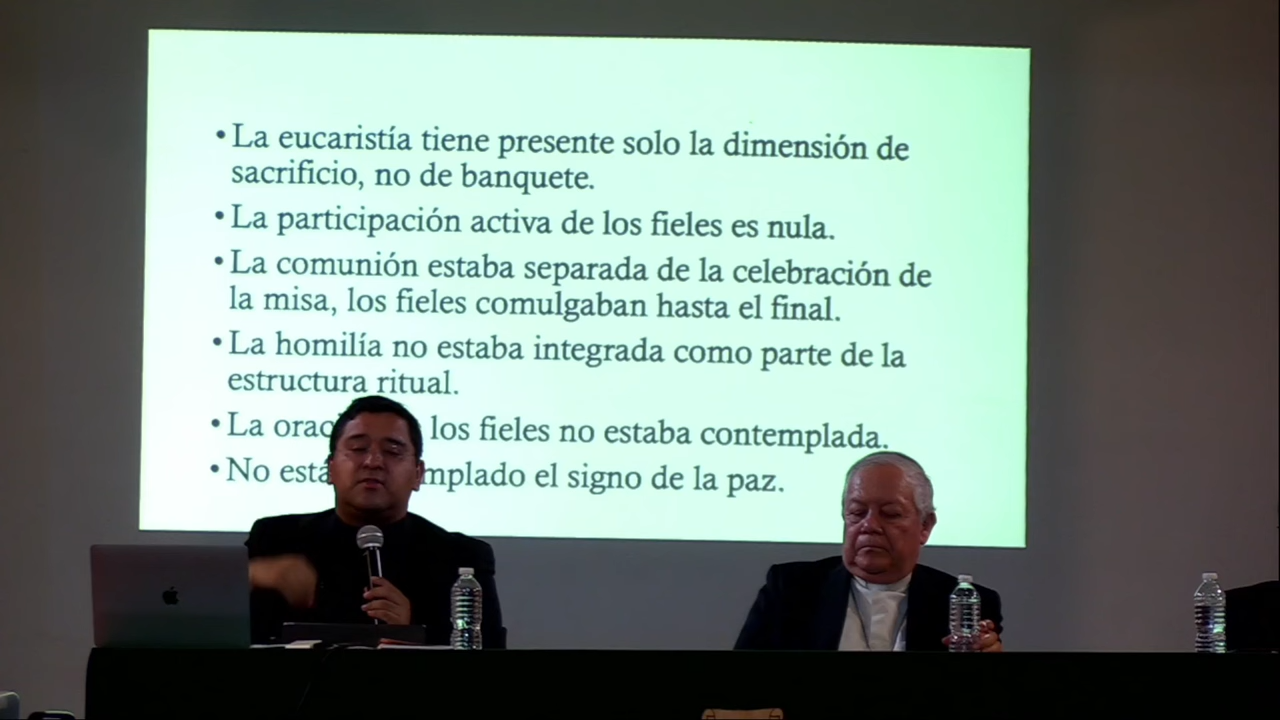 • La eucaristía tiene presente solo la dimensión de
sacrificio, no de banquete.
• La participación activa de los fieles es nula.
• La comunión estaba separada de la celebración de
la misa, los fieles comulgaban hasta el final.
• La homilía no estaba integrada como parte de la
estructura ritual.
• La los fieles no estaba contemplada.
• No el signo de la paz.